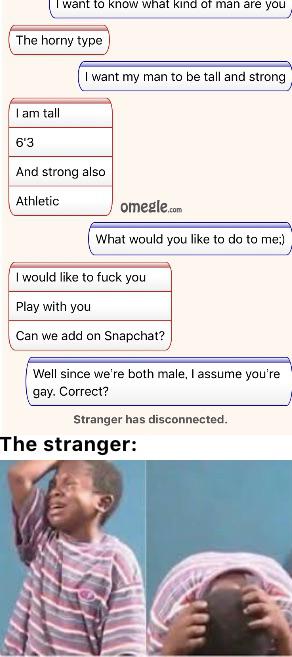 I want to know what kind of man are you
The horny type
I want my man to be tall and strong
I am tall
6'3
And strong also
Athletic
omegle.com
What would you like to do to me;)
I would like to fuck you
Play with you
Can we add on Snapchat?
Well since we're both male, I assume you're
gay. Correct?
Stranger has disconnected.
The stranger: